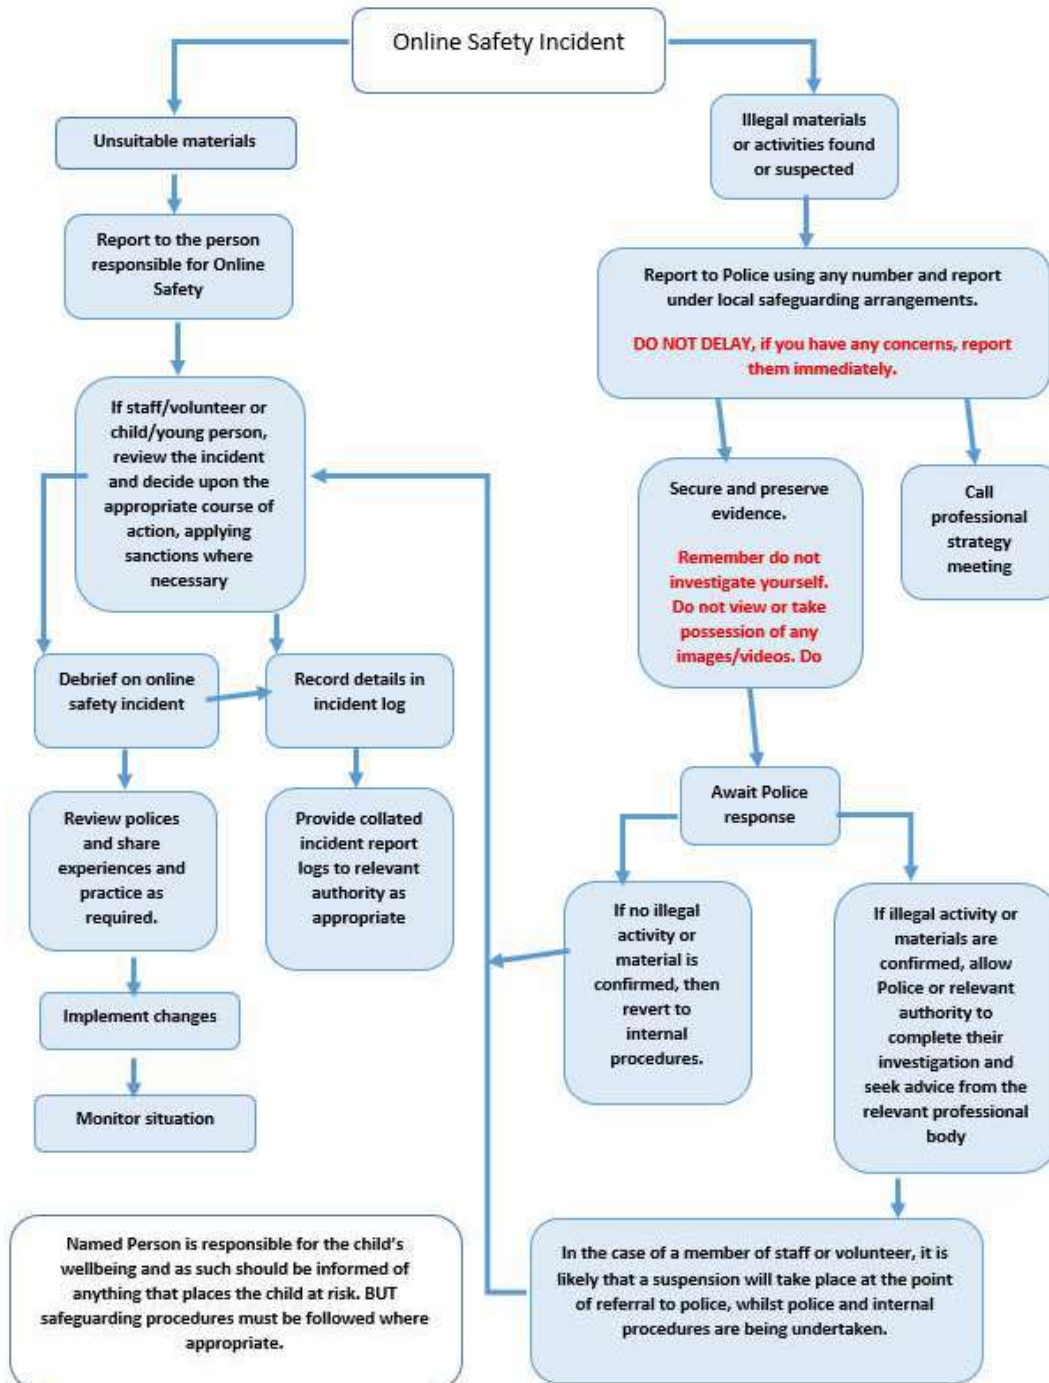 Online Safety Incident
Unsuitable materials
Illegal materials
or activities found
or suspected
Report to the person
responsible for Online
Safety
Report to Police using any number and report
under local safeguarding arrangements.
DO NOT DELAY, if you have any concerns, report
them immediately.
If staff/volunteer or
child/young person,
review the incident
and decide upon the
appropriate course of
action, applying
sanctions where
necessary
Secure and preserve
evidence.
Remember do not
investigate yourself.
Do not view or take
possession of any
images/videos. Do
Call
professional
strategy
meeting
Debrief on online
safety incident
Record details in
incident log
Review polices
and share
experiences and
practice as
required.
Provide collated
incident report
logs to relevant
authority as
appropriate
Await Police
response
If no illegal
activity or
material is
confirmed, then
revert to
internal
procedures.
If illegal activity or
materials are
confirmed, allow
Police or relevant
authority to
complete their
investigation and
seek advice from the
relevant professional
body
Implement changes
Monitor situation
Named Person is responsible for the child's
wellbeing and as such should be informed of
anything that places the child at risk. BUT
safeguarding procedures must be followed where
appropriate.
In the case of a member of staff or volunteer, it is
likely that a suspension will take place at the point
of referral to police, whilst police and internal
procedures are being undertaken.